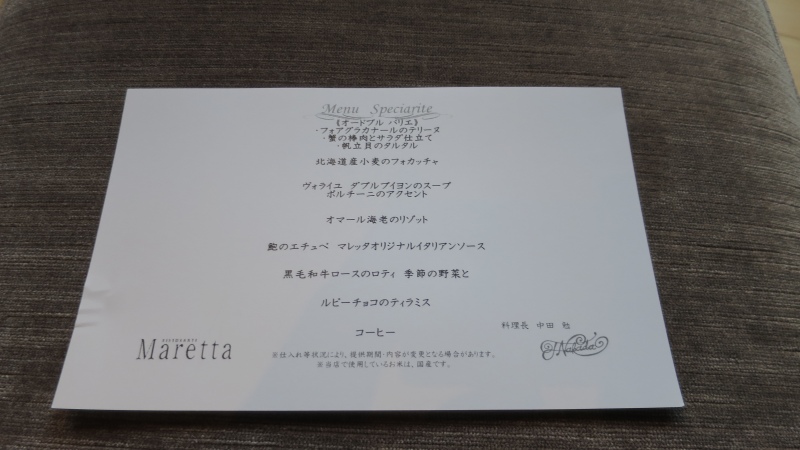 Menu Speciarite
《オードブル バリエ》
・フォアグラカナールのテリーヌ
・蟹の棒肉とサラダ仕立て
・帆立貝のタルタル
北海道産小麦のフォカッチャ
ヴォライユ ダブルブイヨンのスープ
ポルチーニのアクセント
オマール海老のリゾット
鮑のエチュベ マレッタオリジナルイタリアンソース
黒毛和牛ロースのロティ 季節の野菜と
ルビーチョコのティラミス
コーヒー
料理長 中田 勉
RISTORANTE
Maretta
※仕入れ等状況により、提供期間・内容が変更となる場合があります。
※当店で使用しているお米は、国産です。